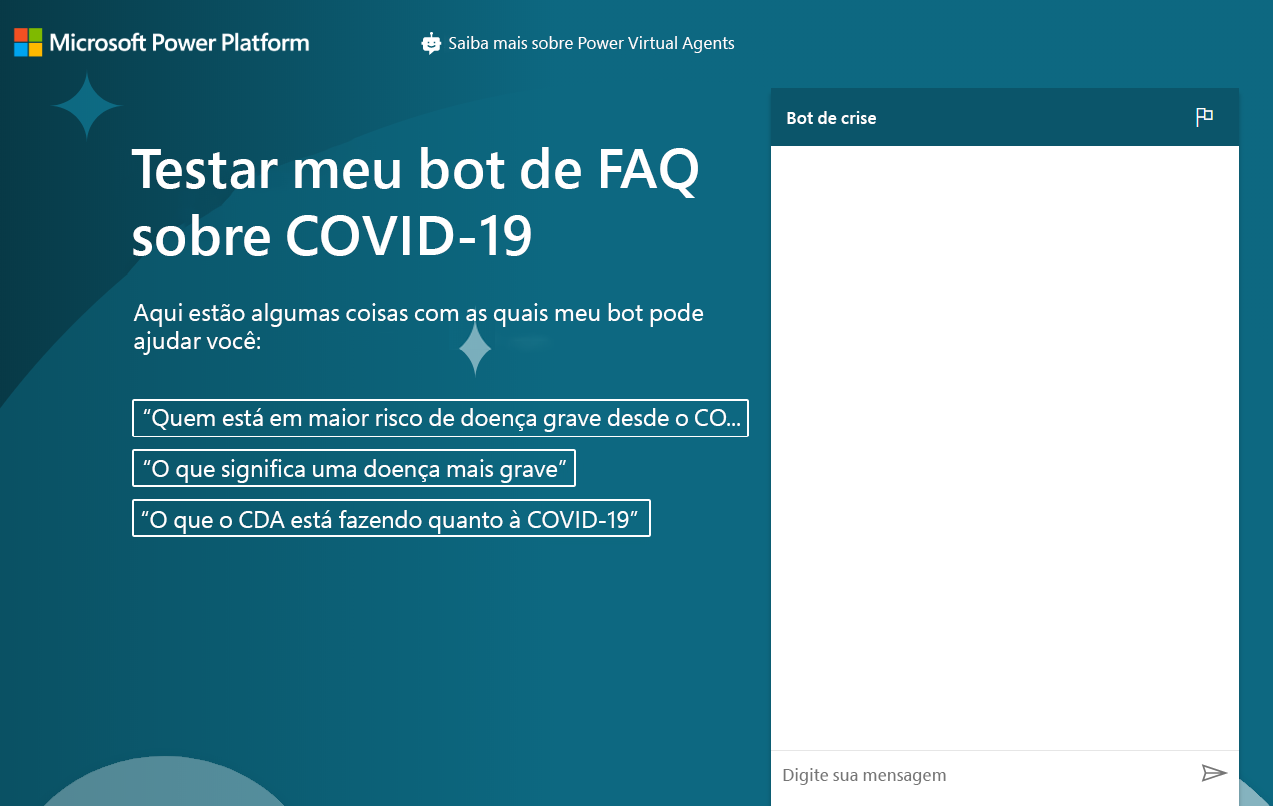 Microsoft Power Platform
Saiba mais sobre Power Virtual Agents
Testar meu bot de FAQ
sobre COVID-19
Aqui estão algumas coisas com as quais meu bot pode
ajudar você:
“Quem está em maior risco de doença grave desde o CO...
“O que significa uma doença mais grave”
“O que o CDA está fazendo quanto à COVID-19”
Bot de crise
Digite sua mensagem